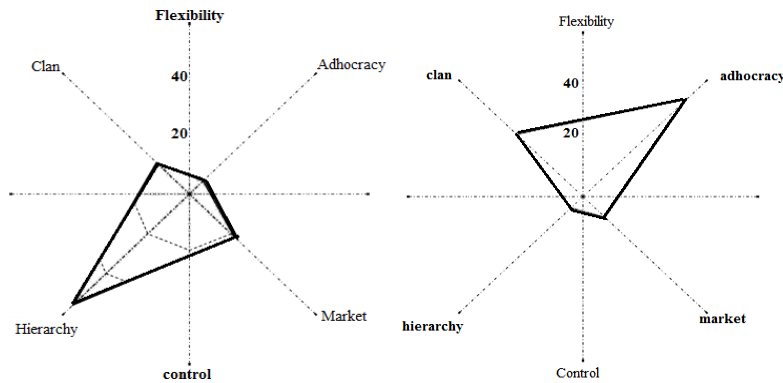 Flexibility
Clan
Adhocracy
40
20
Hierarchy
Market
control
Flexibility
clan
adhocracy
40
20
hierarchy
market
Control